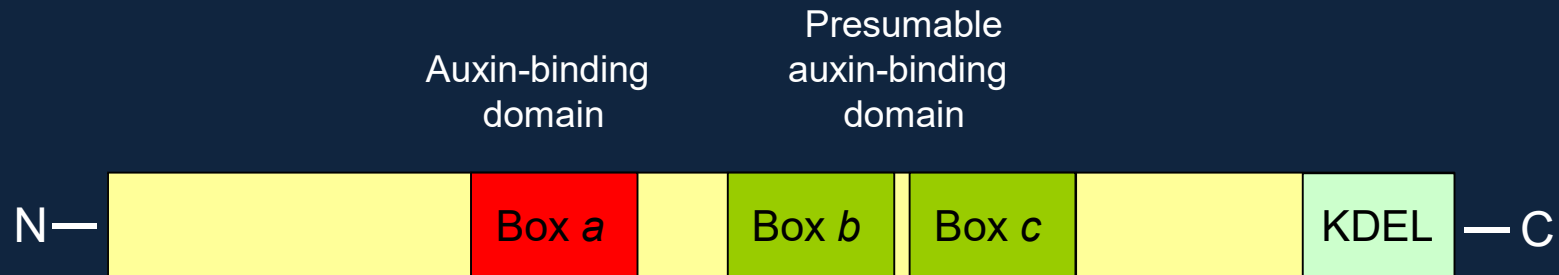 Auxin-binding
domain
Presumable
auxin-binding
domain
N
Box a
Box b
Box c
KDEL
C